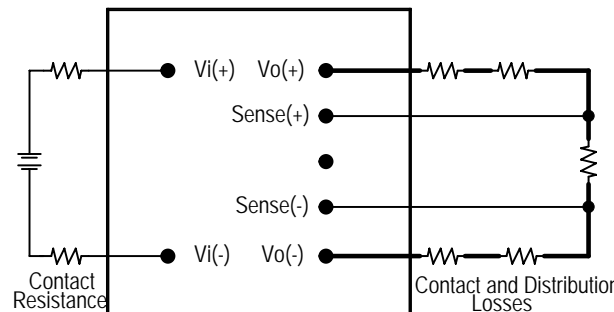 Vi(+) Vo(+)
Sense(+)
Sense(-)
Vi(-) Vo(-)
Contact
Resistance
Contact and Distribution
Losses